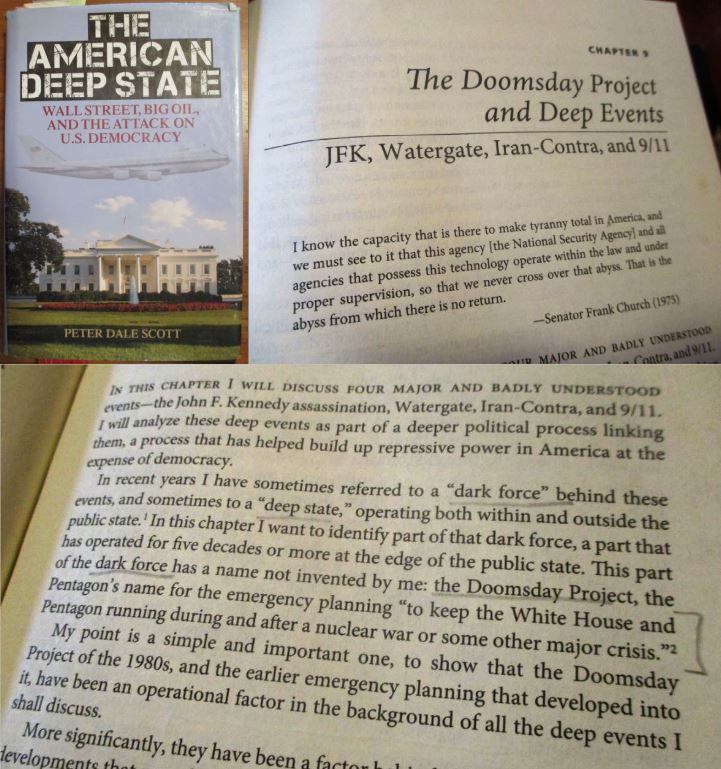 THE
AMERICAN
DEEP STATE
WALL STREET, BIG OIL,
AND THE ATTACK ON
U.S. DEMOCRACY
PETER DALE SCOTT
CHAPTER 9
The Doomsday Project
and Deep Events
JFK, Watergate, Iran-Contra, and 9/11
I know the capacity that is there to make tyranny total in America, and
we must see to it that this agency [the National Security Agency] and all
agencies that possess this technology operate within the law and under
proper supervision, so that we never cross over that abyss. That is the
abyss from which there is no return.
—Senator Frank Church (1975)
OUR MAJOR AND BADLY UNDERSTOOD
Contra, and 9/11.
IN THIS CHAPTER I WILL DISCUSS FOUR MAJOR AND BADLY UNDERSTOOD
events—the John F. Kennedy assassination, Watergate, Iran-Contra, and 9/11.
I will analyze these deep events as part of a deeper political process linking
them, a process that has helped build up repressive power in America at the
expense of democracy.
In recent years I have sometimes referred to a “dark force” behind these
events, and sometimes to a “deep state,” operating both within and outside the
public state.¹ In this chapter I want to identify part of that dark force, a part that
has operated for five decades or more at the edge of the public state. This part
of the dark force has a name not invented by me: the Doomsday Project, the
Pentagon’s name for the emergency planning “to keep the White House and
Pentagon running during and after a nuclear war or some other major crisis.”²
My point is a simple and important one, to show that the Doomsday
Project of the 1980s, and the earlier emergency planning that developed into
it, have been an operational factor in the background of all the deep events I
shall discuss.
More significantly, they have been a factor
developments